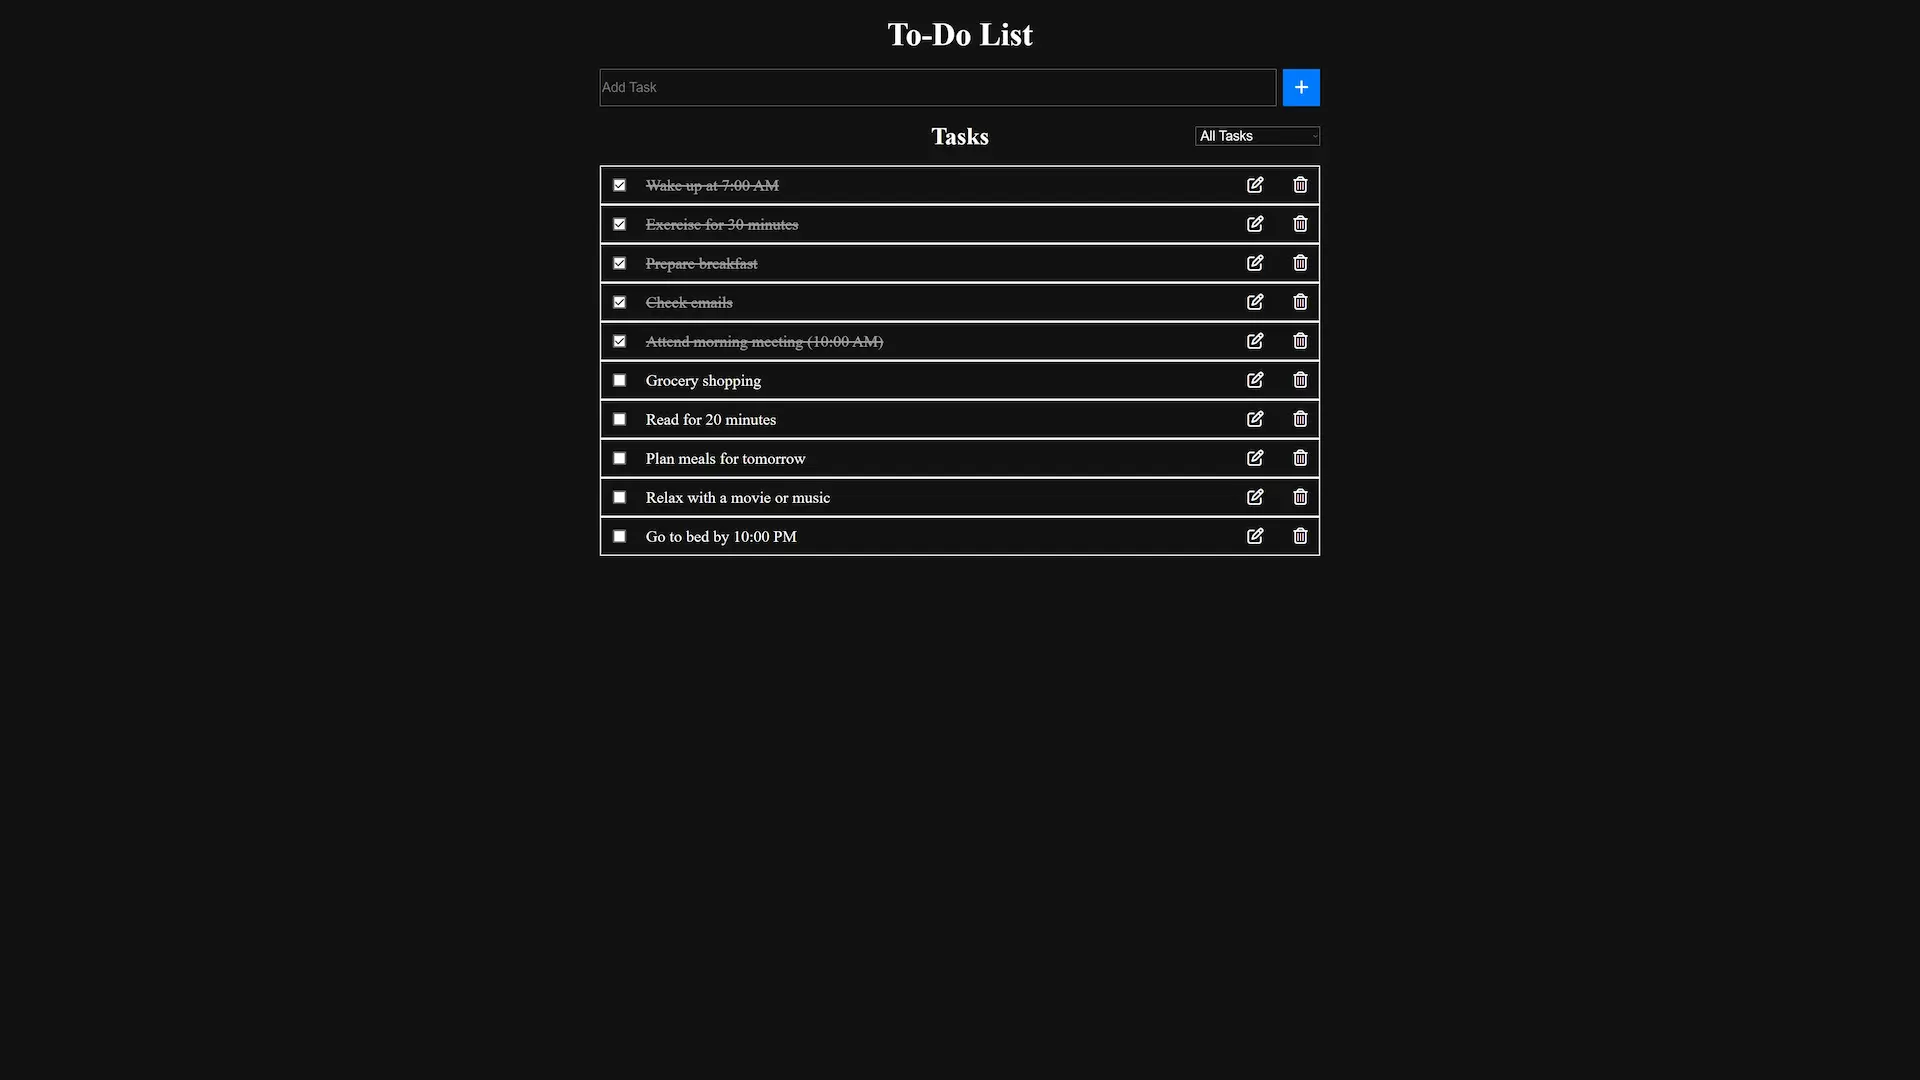 To-Do List
Add Task
Tasks
All Tasks
Wake up at 7:00 AM
Exercise for 30 minutes
Prepare breakfast
Check emails
Attend morning meeting (10:00 AM)
Grocery shopping
Read for 20 minutes
Plan meals for tomorrow
Relax with a movie or music
Go to bed by 10:00 PM